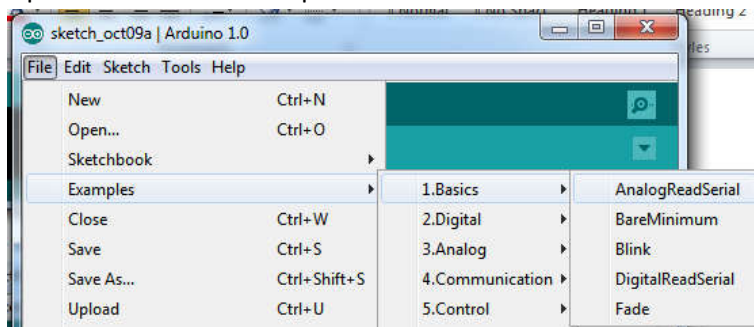 sketch_oct09a | Arduino 1.0
File Edit Sketch Tools Help
New Ctrl+N
Open... Ctrl+O
Sketchbook
Examples 1.Basics AnalogReadSerial
Close Ctrl+W 2.Digital BareMinimum
Save Ctrl+S 3.Analog Blink
Save As... Ctrl+Shift+S 4.Communication DigitalReadSerial
Upload Ctrl+U 5.Control Fade